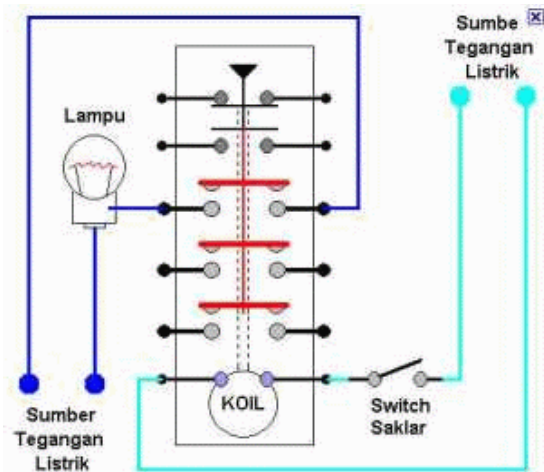 Sumbe
Tegangan
Listrik
Lampu
KOIL
Switch
Saklar
Sumber
Tegangan
Listrik